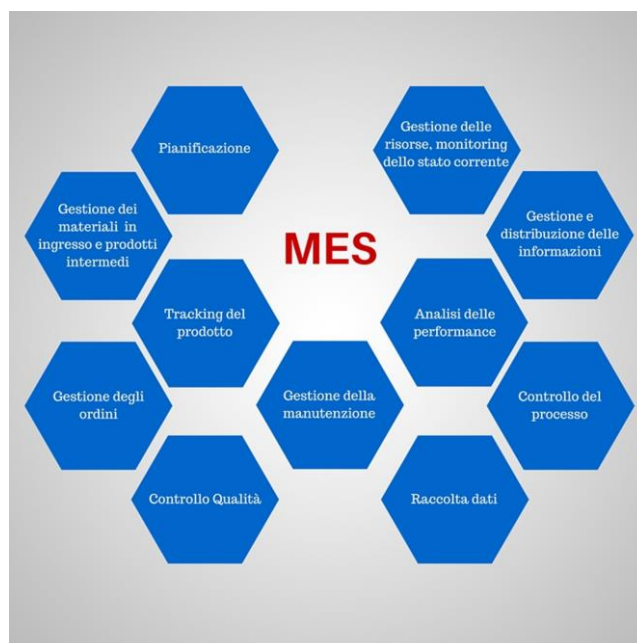 Pianificazione
Gestione delle
risorse, monitoring
dello stato corrente
Gestione dei
materiali in
ingresso e prodotti
intermedi
Gestione e
distribuzione delle
informazioni
MES
Tracking del
prodotto
Analisi delle
performance
Gestione degli
ordini
Gestione della
manutenzione
Controllo del
processo
Controllo Qualità
Raccolta dati